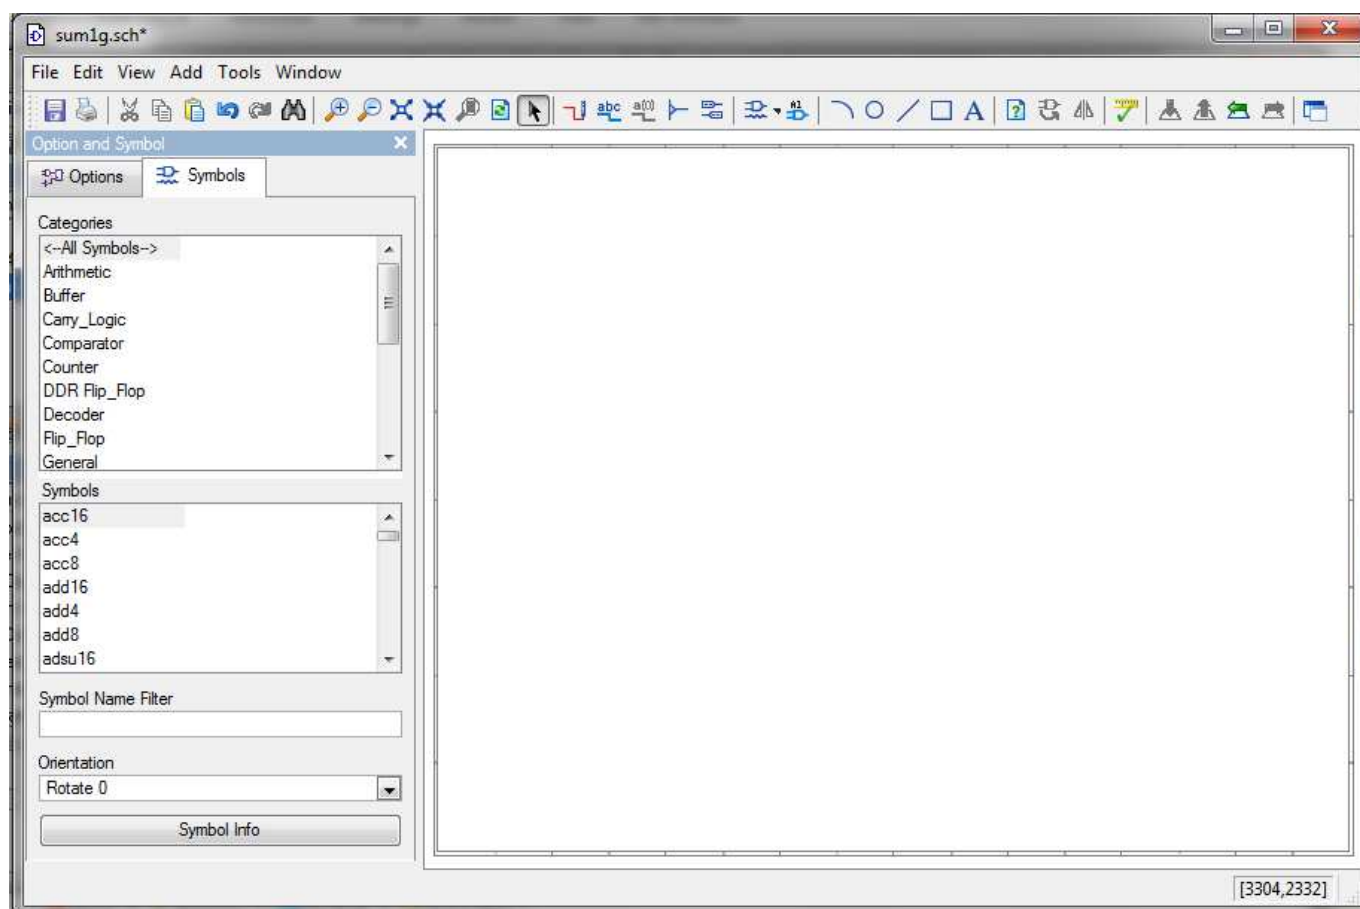 sum1g.sch*
File Edit View Add Tools Window
abc
A
Option and Symbol
Options
Symbols
Categories
<--All Symbols-->
Arithmetic
Buffer
Carry_Logic
Comparator
Counter
DDR Flip_Flop
Decoder
Flip_Flop
General
Symbols
acc16
acc4
acc8
add16
add4
add8
adsu16
Symbol Name Filter
Orientation
Rotate 0
Symbol Info
[3304,2332]